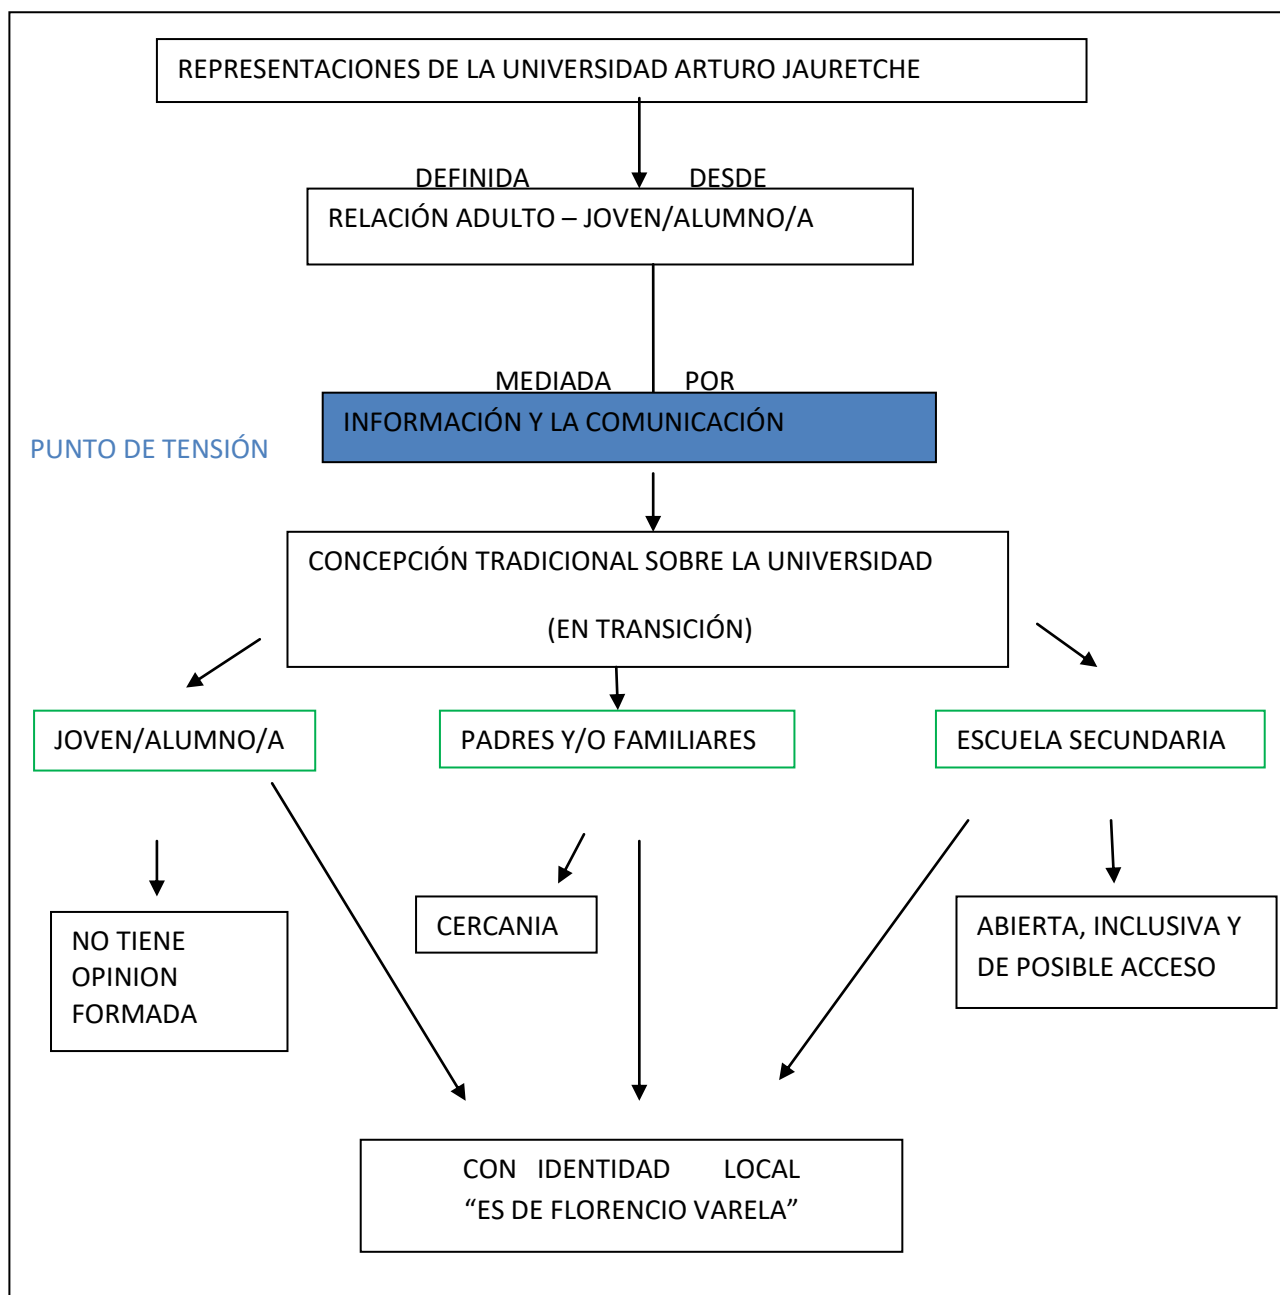 REPRESENTACIONES DE LA UNIVERSIDAD ARTURO JAURETCHE
DEFINIDA DESDE
RELACIÓN ADULTO – JOVEN/ALUMNO/A
MEDIADA POR
INFORMACIÓN Y LA COMUNICACIÓN
PUNTO DE TENSIÓN
CONCEPCIÓN TRADICIONAL SOBRE LA UNIVERSIDAD
(EN TRANSICIÓN)
JOVEN/ALUMNO/A
PADRES Y/O FAMILIARES
ESCUELA SECUNDARIA
NO TIENE
OPINION
FORMADA
CERCANIA
ABIERTA, INCLUSIVA Y
DE POSIBLE ACCESO
CON IDENTIDAD LOCAL
“ES DE FLORENCIO VARELA”